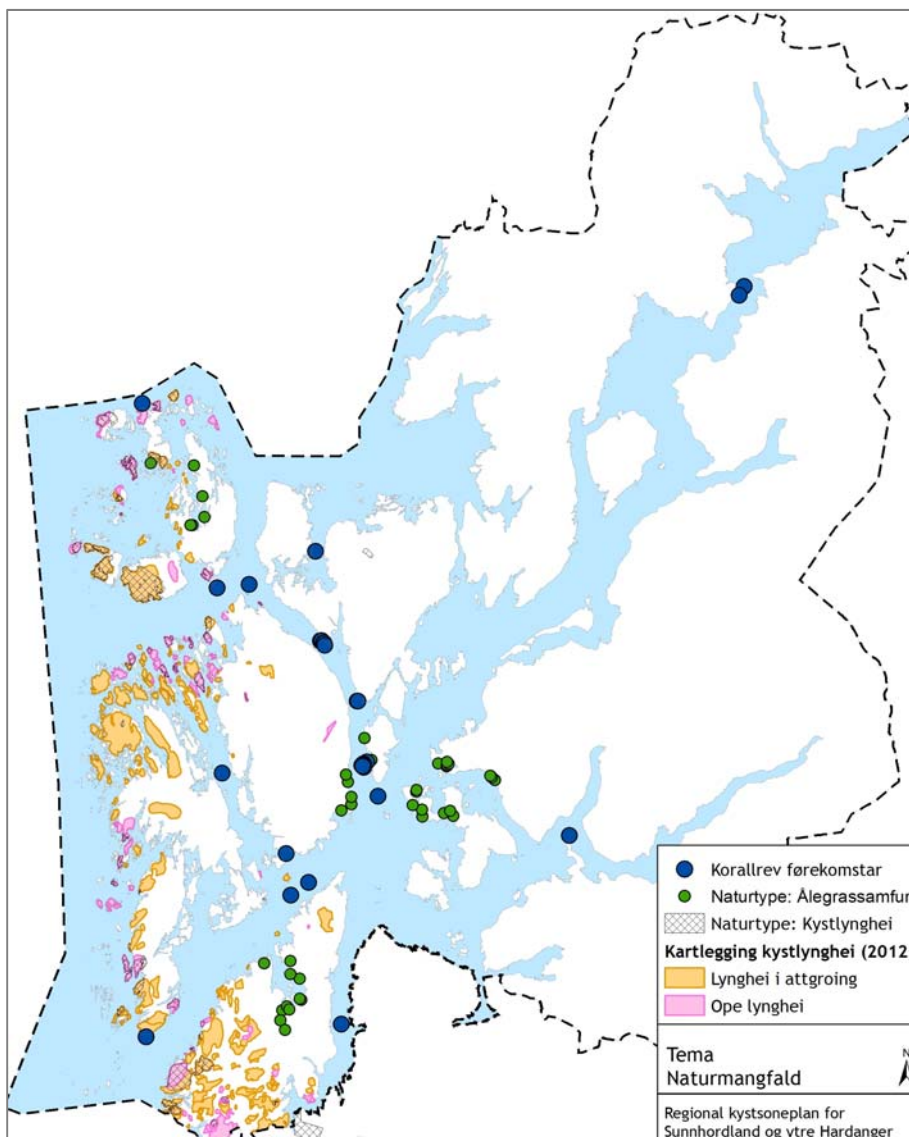 Korallrev førekomstar
Naturtype: Ålegrassamfun
Naturtype: Kystlynghei
Kartlegging kystlynghei (2012
Lynghei i attgroing
Ope lynghei
Tema
Naturmangfald
N
Regional kystsoneplan for
Sunnhordland og ytre Hardanger